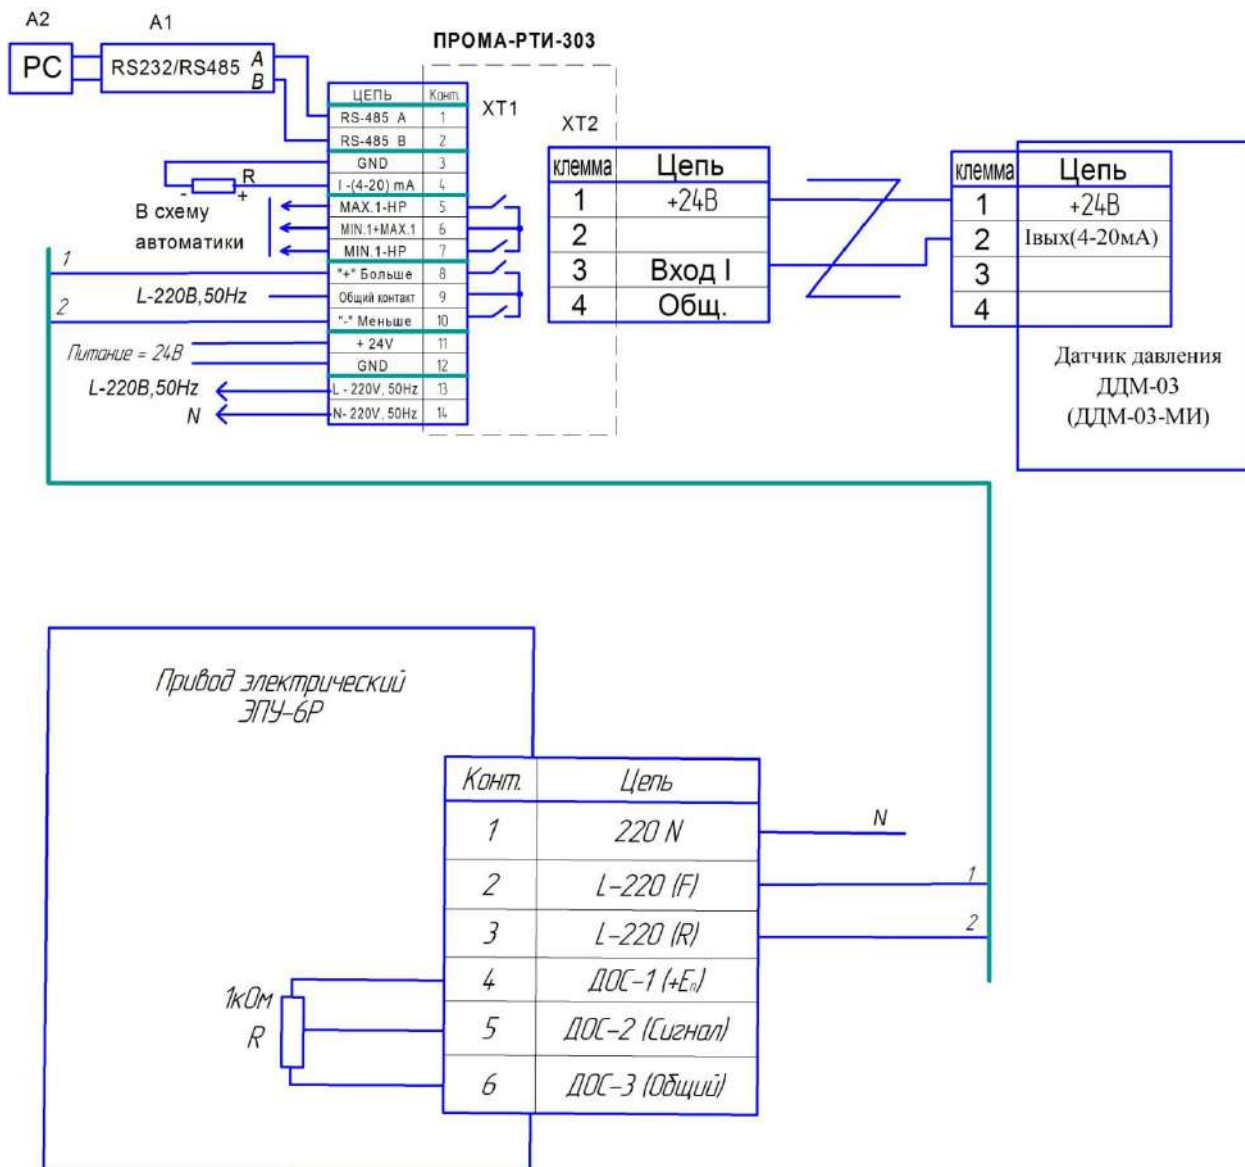 A2
A1
PC
RS232/RS485
A
B
ПРОМА-РТИ-303
ЦЕПЬ Конт.
RS-485 A 1
RS-485 B 2
GND 3
I -(4-20) mA 4
MAX.1-HP 5
MIN.1+MAX.1 6
MIN.1-HP 7
"+" Больше 8
Общий контакт 9
"-" Меньше 10
+ 24V 11
GND 12
L - 220V, 50Hz 13
N- 220V, 50Hz 14
XT1
R
- +
В схему
автоматики
1
L-220В,50Hz
2
Питание = 24В
L-220В,50Hz
N
XT2
клемма Цепь
1 +24В
2
3 Вход I
4 Общ.
клемма Цепь
1 +24В
2 Iвых(4-20мА)
3
4
Датчик давления
ДДМ-03
(ДДМ-03-МИ)
Привод электрический
ЭПУ-6Р
Конт. Цепь
1 220 N
2 L-220 (F)
3 L-220 (R)
4 ДОС-1 (+Eп)
5 ДОС-2 (Сигнал)
6 ДОС-3 (Общий)
N
1
2
1кОм
R